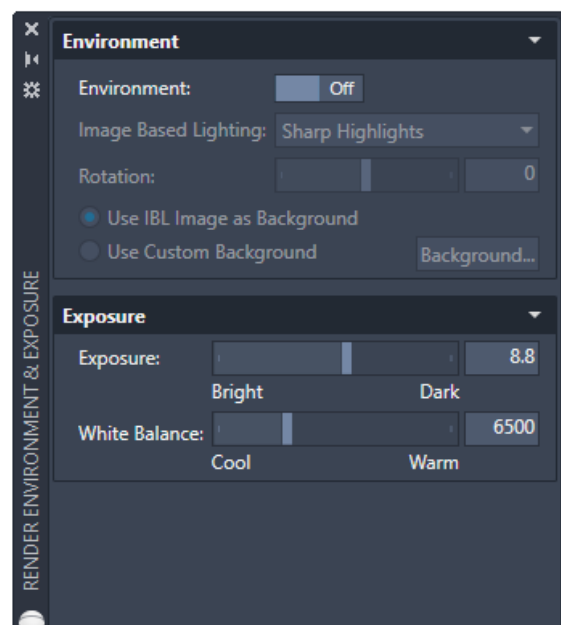 Environment
Environment: Off
Image Based Lighting: Sharp Highlights
Rotation: 0
Use IBL Image as Background
Use Custom Background Background...
Exposure
Exposure: 8.8
Bright Dark
White Balance: 6500
Cool Warm
RENDER ENVIRONMENT & EXPOSURE